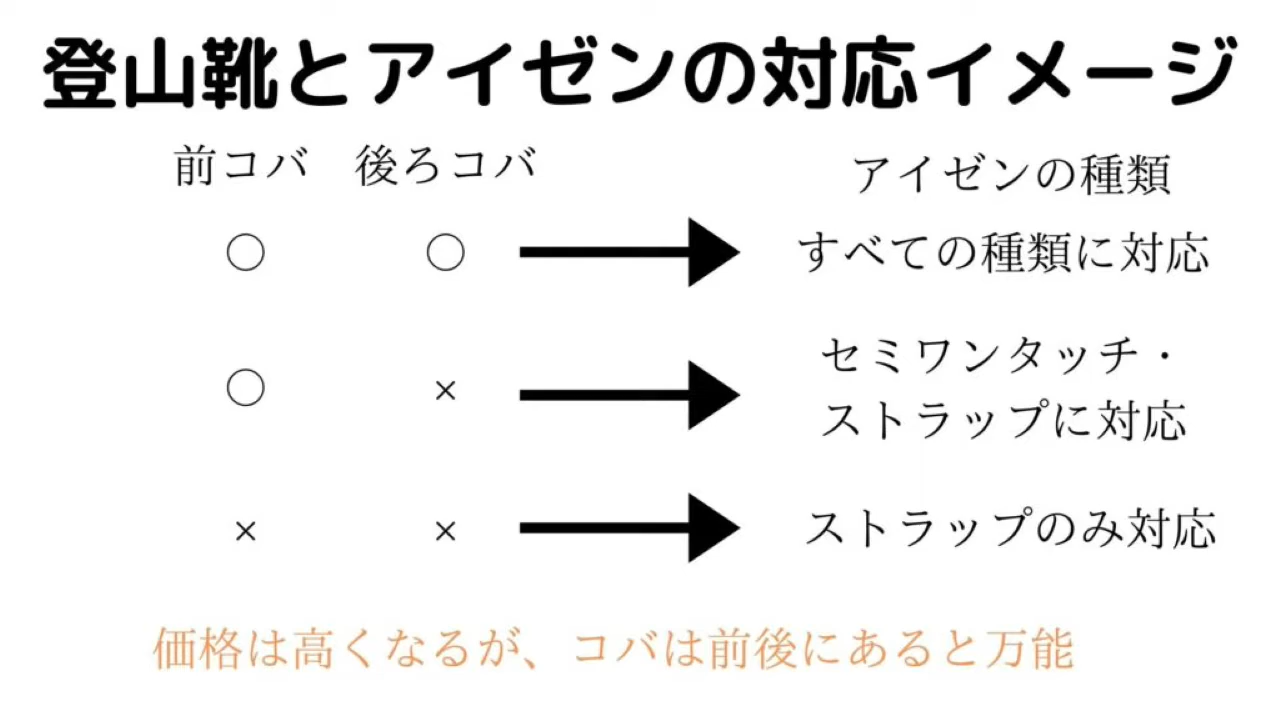 登山靴とアイゼンの対応イメージ
前コバ 後ろコバ アイゼンの種類
○ ○ すべての種類に対応
○ × セミワンタッチ・
ストラップに対応
× × ストラップのみ対応
価格は高くなるが、コバは前後にあると万能